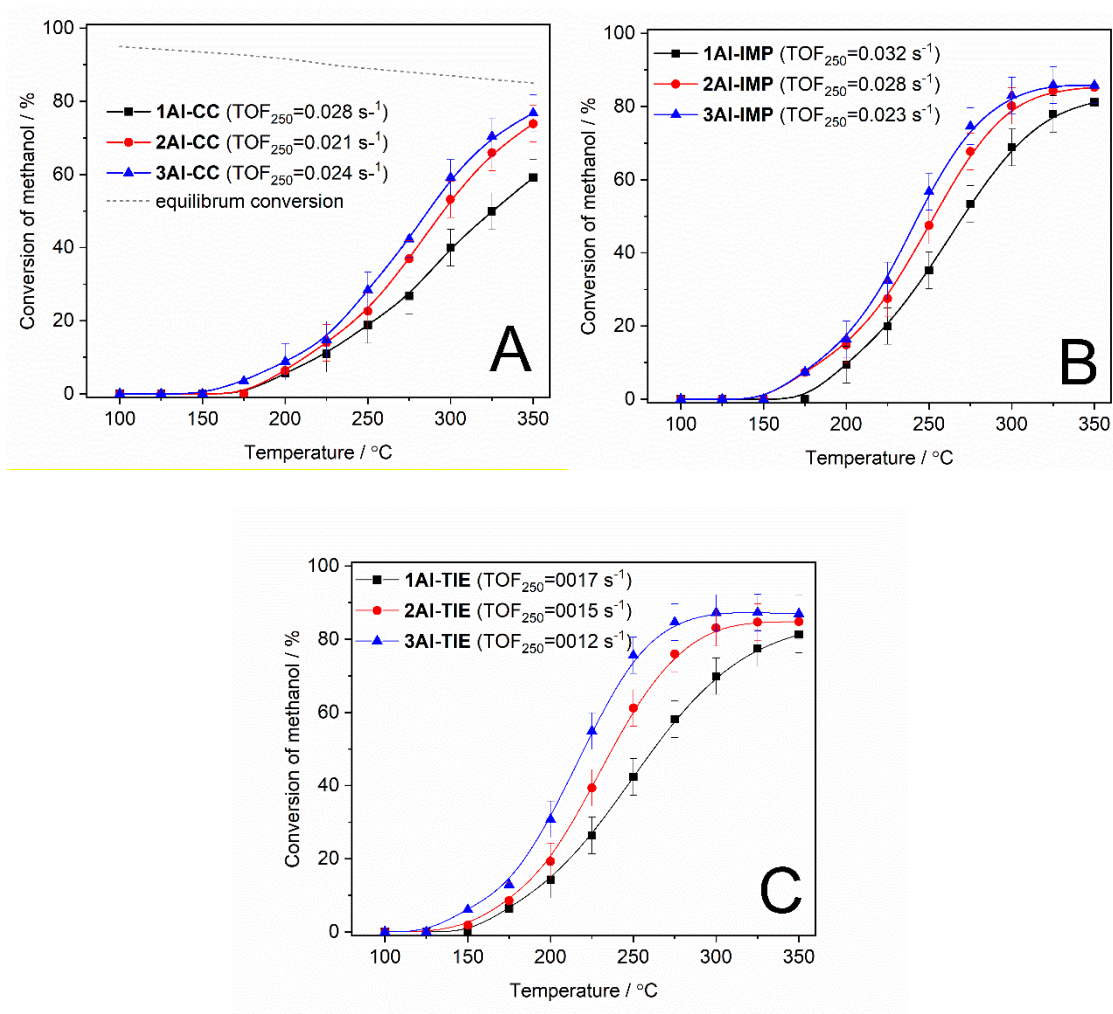 100
80
60
40
20
0
Conversion of methanol / %
1Al-CC (TOF250=0.028 s-1)
2Al-CC (TOF250=0.021 s-1)
3Al-CC (TOF250=0.024 s-1)
equilibrum conversion
A
100 150 200 250 300 350
Temperature / °C
100
80
60
40
20
0
Conversion of methanol / %
1Al-IMP (TOF250=0.032 s-1)
2Al-IMP (TOF250=0.028 s-1)
3Al-IMP (TOF250=0.023 s-1)
B
100 150 200 250 300 350
Temperature / °C
100
80
60
40
20
0
Conversion of methanol / %
1Al-TIE (TOF250=0017 s-1)
2Al-TIE (TOF250=0015 s-1)
3Al-TIE (TOF250=0012 s-1)
C
100 150 200 250 300 350
Temperature / °C